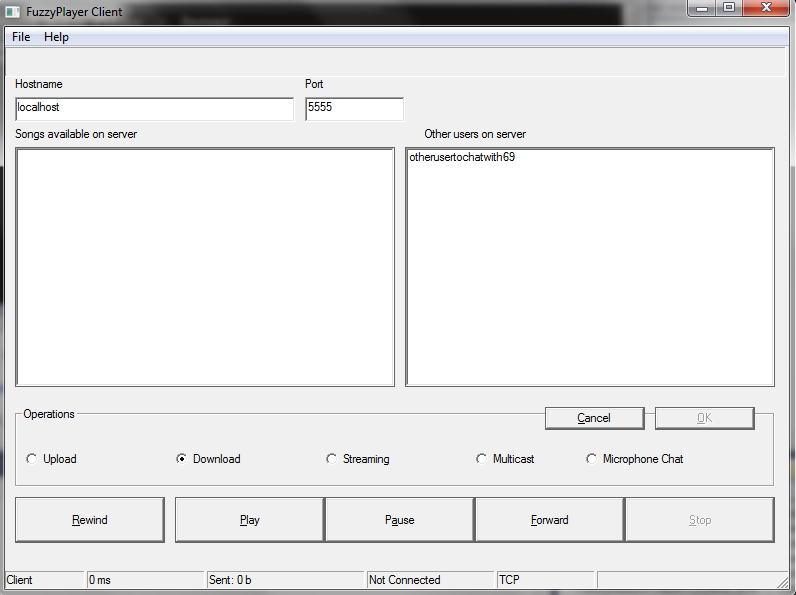 FuzzyPlayer Client
File Help
Hostname Port
localhost 5555
Songs available on server Other users on server
otherusertochatwith69
Operations Cancel OK
Upload Download Streaming Multicast Microphone Chat
Rewind Play Pause Forward Stop
Client 0 ms Sent: 0 b Not Connected TCP